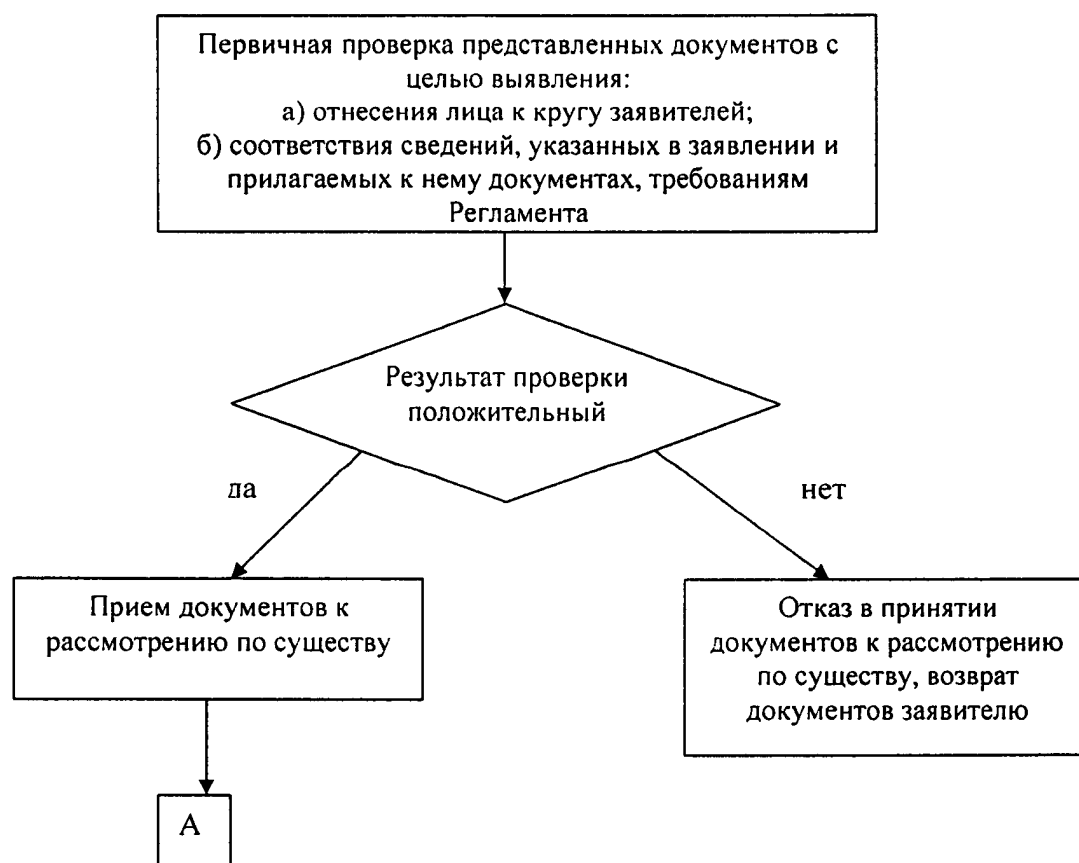 Первичная проверка представленных документов с
целью выявления:
а) отнесения лица к кругу заявителей;
б) соответствия сведений, указанных в заявлении и
прилагаемых к нему документах, требованиям
Регламента
Результат проверки
положительный
да
нет
Прием документов к
рассмотрению по существу
Отказ в принятии
документов к рассмотрению
по существу, возврат
документов заявителю
А